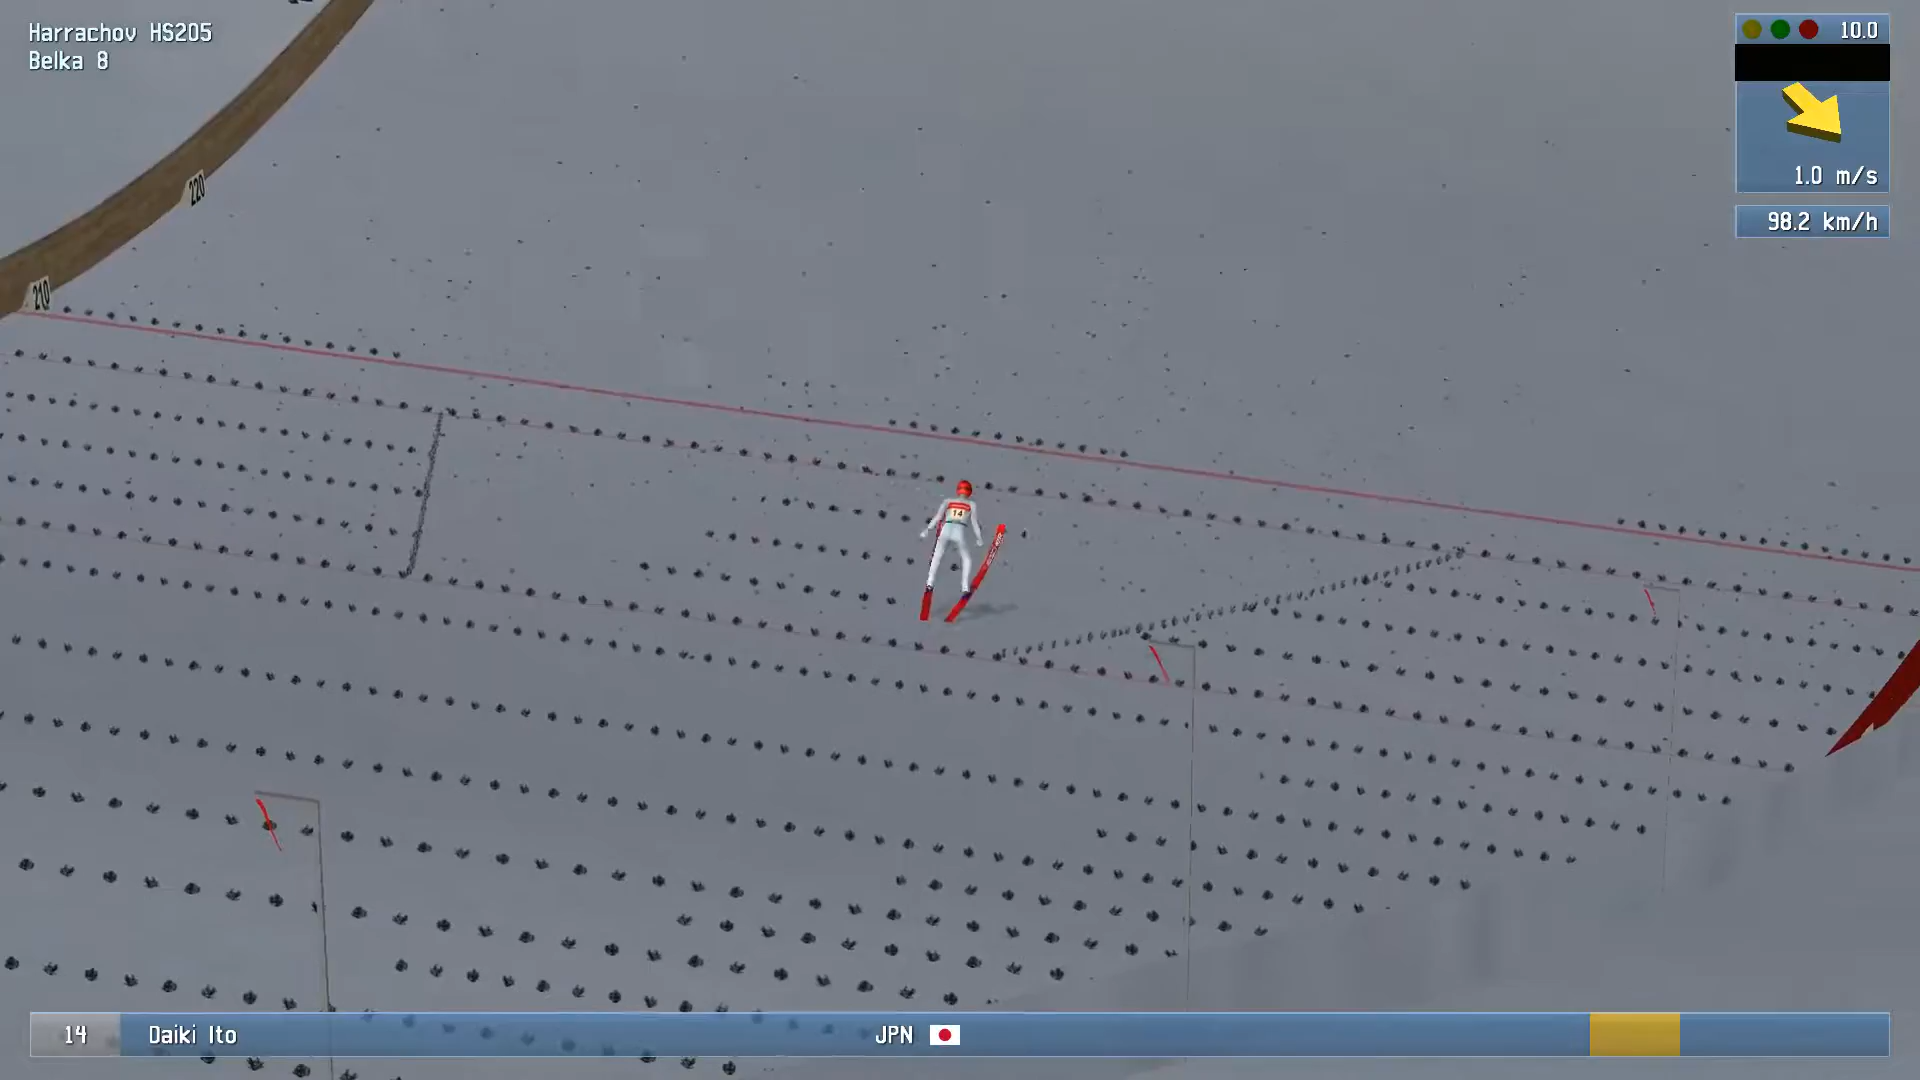 Harrachov HS205
Belka 8
10.0
1.0 m/s
98.2 km/h
220
210
14
14 Daiki Ito JPN